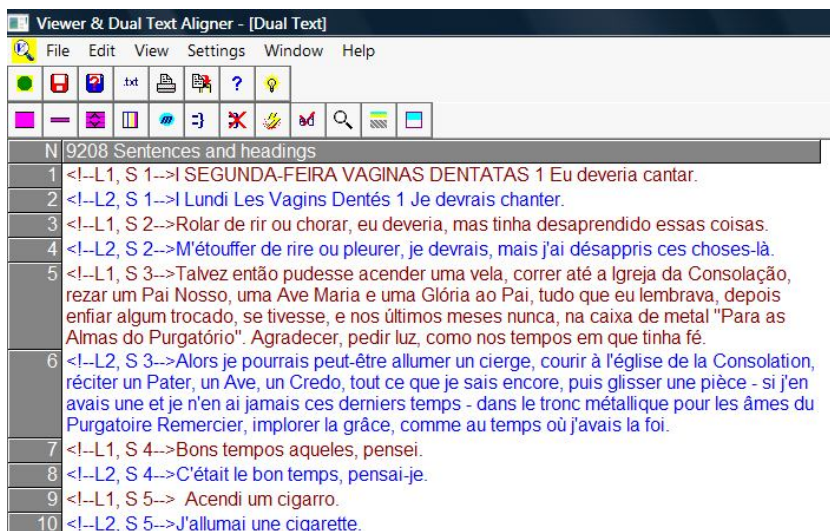 Viewer & Dual Text Aligner - [Dual Text]
File Edit View Settings Window Help
.txt
N 9208 Sentences and headings
1 <!--L1, S 1-->I SEGUNDA-FEIRA VAGINAS DENTATAS 1 Eu deveria cantar.
2 <!--L2, S 1-->I Lundi Les Vagins Dentés 1 Je devrais chanter.
3 <!--L1, S 2-->Rolar de rir ou chorar, eu deveria, mas tinha desaprendido essas coisas.
4 <!--L2, S 2-->M'étouffer de rire ou pleurer, je devrais, mais j'ai désappris ces choses-là.
5 <!--L1, S 3-->Talvez então pudesse acender uma vela, correr até a Igreja da Consolação,
rezar um Pai Nosso, uma Ave Maria e uma Glória ao Pai, tudo que eu lembrava, depois
enfiar algum trocado, se tivesse, e nos últimos meses nunca, na caixa de metal "Para as
Almas do Purgatório". Agradecer, pedir luz, como nos tempos em que tinha fé.
6 <!--L2, S 3-->Alors je pourrais peut-être allumer un cierge, courir à l'église de la Consolation,
réciter un Pater, un Ave, un Credo, tout ce que je sais encore, puis glisser une pièce - si j'en
avais une et je n'en ai jamais ces derniers temps - dans le tronc métallique pour les âmes du
Purgatoire Remercier, implorer la grâce, comme au temps où j'avais la foi.
7 <!--L1, S 4-->Bons tempos aqueles, pensei.
8 <!--L2, S 4-->C'était le bon temps, pensai-je.
9 <!--L1, S 5--> Acendi um cigarro.
10 <!--L2, S 5-->J'allumai une cigarette.